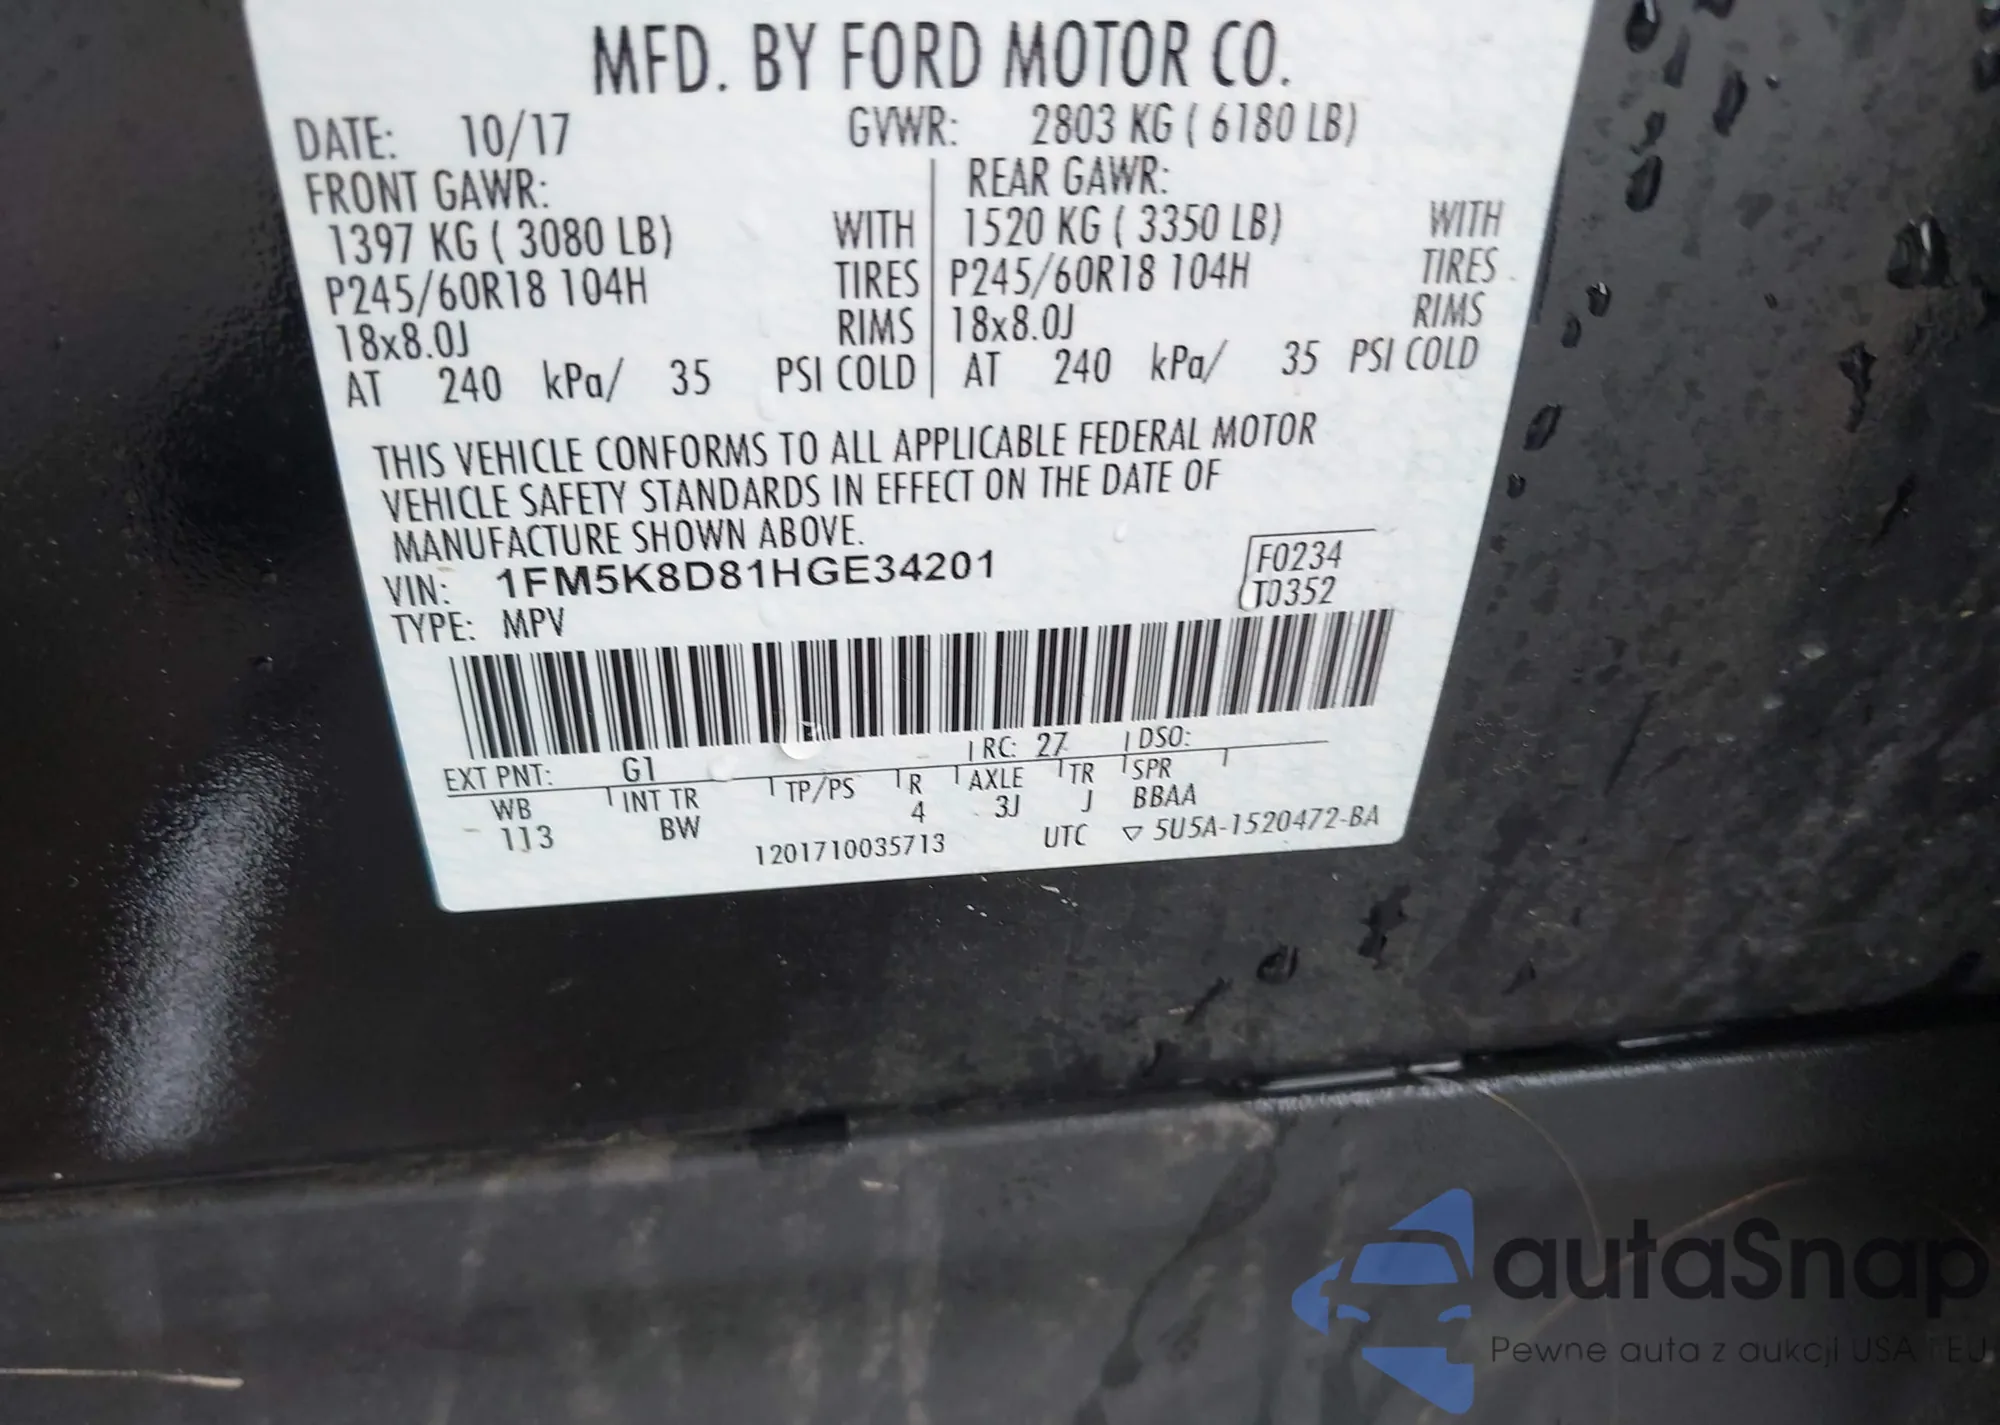 MFD. BY FORD MOTOR CO.
DATE: 10/17 GVWR: 2803 KG ( 6180 LB)
FRONT GAWR: REAR GAWR:
1397 KG ( 3080 LB) WITH 1520 KG ( 3350 LB) WITH
P245/60R18 104H TIRES P245/60R18 104H TIRES
18x8.0J RIMS 18x8.0J RIMS
AT 240 kPa/ 35 PSI COLD AT 240 kPa/ 35 PSI COLD
THIS VEHICLE CONFORMS TO ALL APPLICABLE FEDERAL MOTOR
VEHICLE SAFETY STANDARDS IN EFFECT ON THE DATE OF
MANUFACTURE SHOWN ABOVE.
VIN: 1FM5K8D81HGE34201 F0234
TYPE: MPV T0352
EXT PNT: G1 RC: 27 DSO:
WB INT TR TP/PS R AXLE TR SPR
113 BW 4 3J J BBAA
1201710035713 UTC ▽ 5U5A-1520472-BA
autaSnap
Pewne auta z aukcji USA i EU